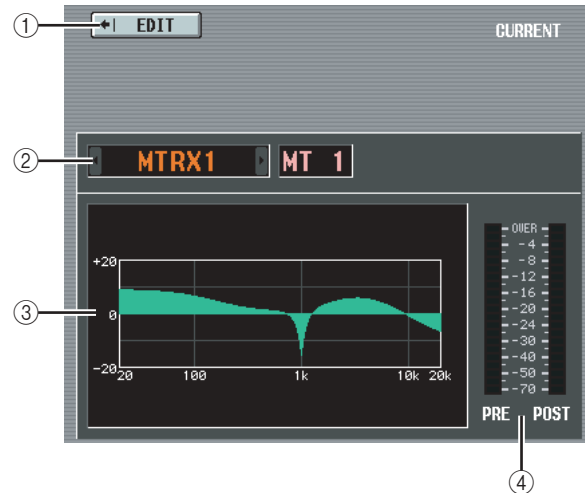 ① EDIT
CURRENT
② MTRX1 MT 1
③
+20
0
-20
20 100 1k 10k 20k
OVER
-4
-8
-12
-16
-20
-24
-30
-40
-50
-70
PRE POST
④